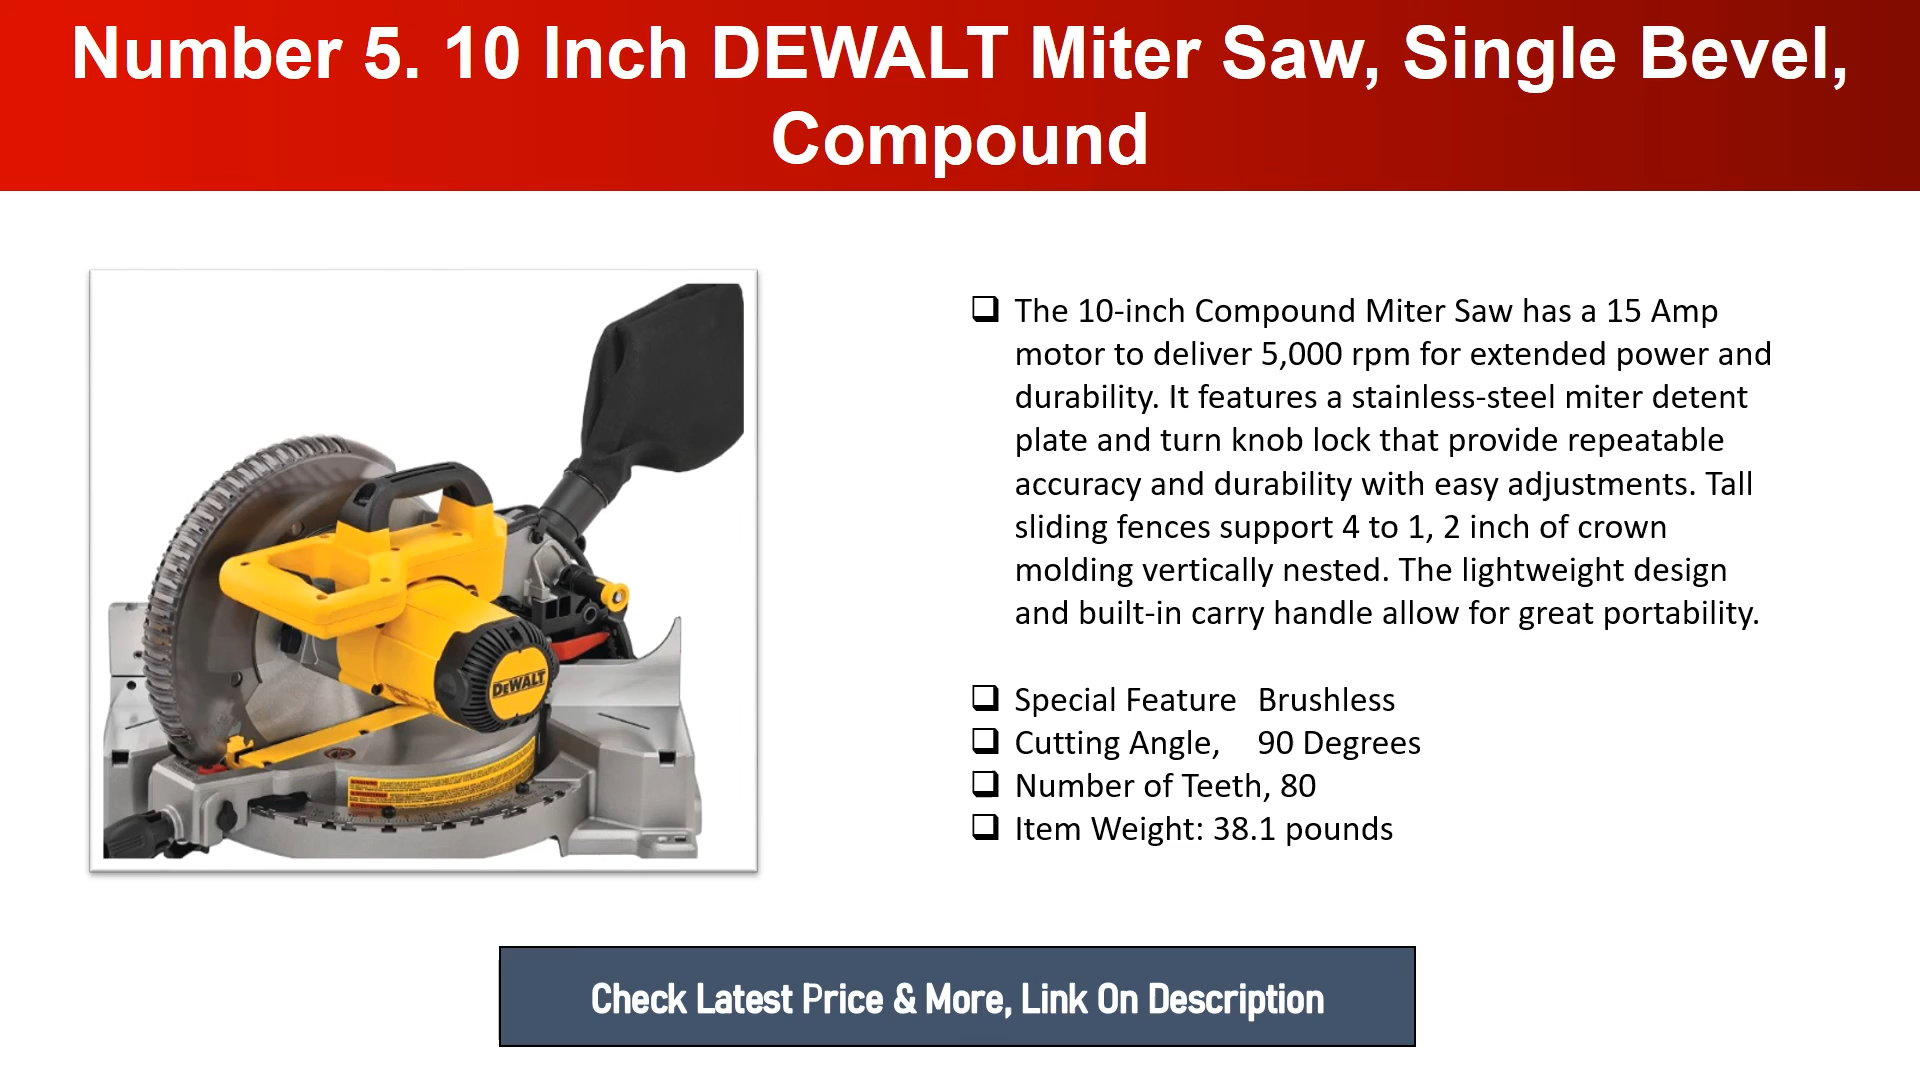 Number 5. 10 Inch DEWALT Miter Saw, Single Bevel,
Compound
The 10-inch Compound Miter Saw has a 15 Amp
motor to deliver 5,000 rpm for extended power and
durability. It features a stainless-steel miter detent
plate and turn knob lock that provide repeatable
accuracy and durability with easy adjustments. Tall
sliding fences support 4 to 1, 2 inch of crown
molding vertically nested. The lightweight design
and built-in carry handle allow for great portability.
Special Feature Brushless
Cutting Angle, 90 Degrees
Number of Teeth, 80
Item Weight: 38.1 pounds
DEWALT
Check Latest Price & More, Link On Description